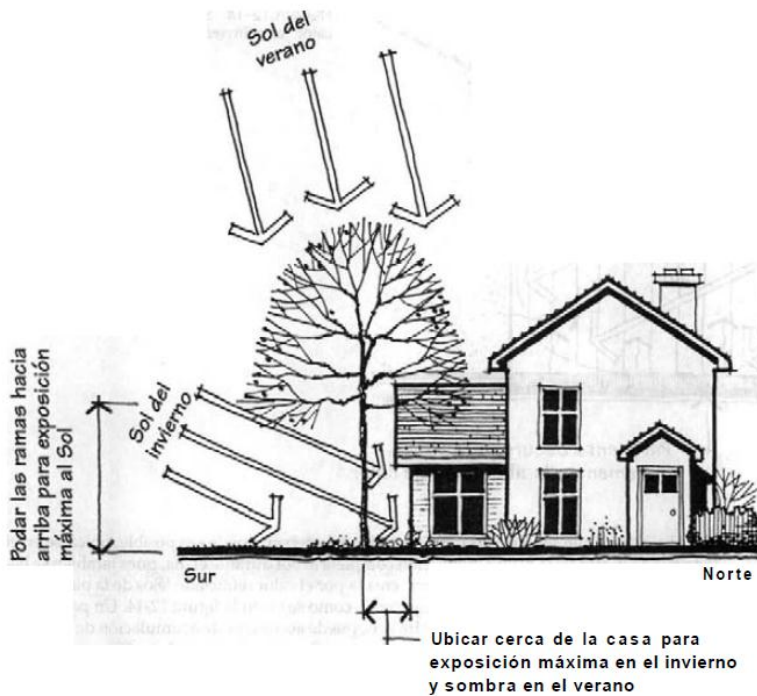 Sol del
verano
Podar las ramas hacia
arriba para exposición
máxima al Sol
Sol del
invierno
Sur
Norte
Ubicar cerca de la casa para
exposición máxima en el invierno
y sombra en el verano